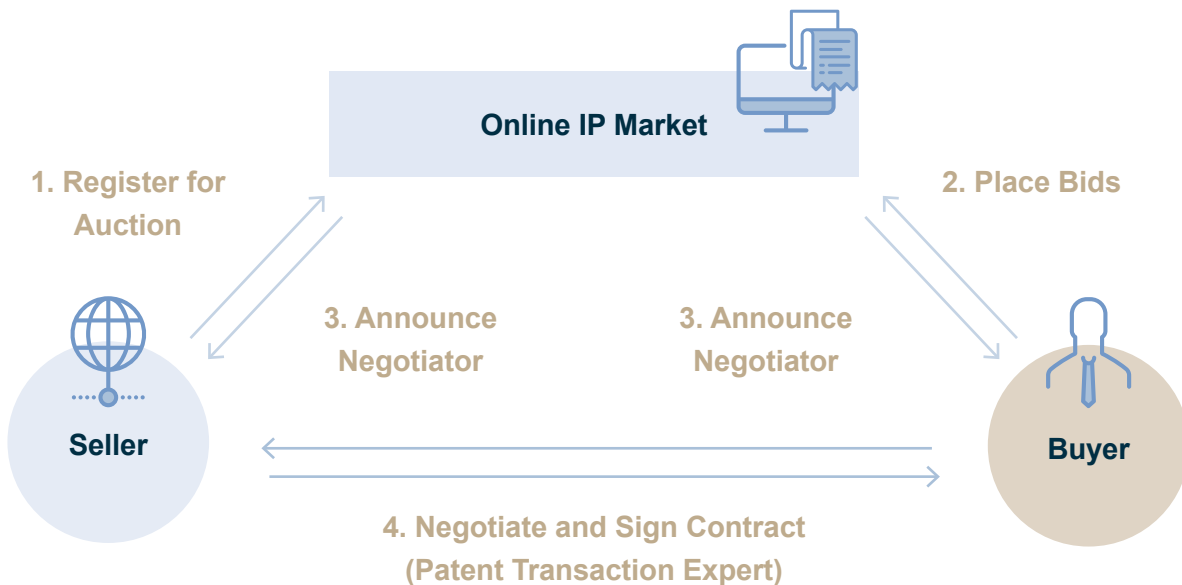 Online IP Market
1. Register for
Auction
2. Place Bids
3. Announce
Negotiator
3. Announce
Negotiator
Seller
Buyer
4. Negotiate and Sign Contract
(Patent Transaction Expert)